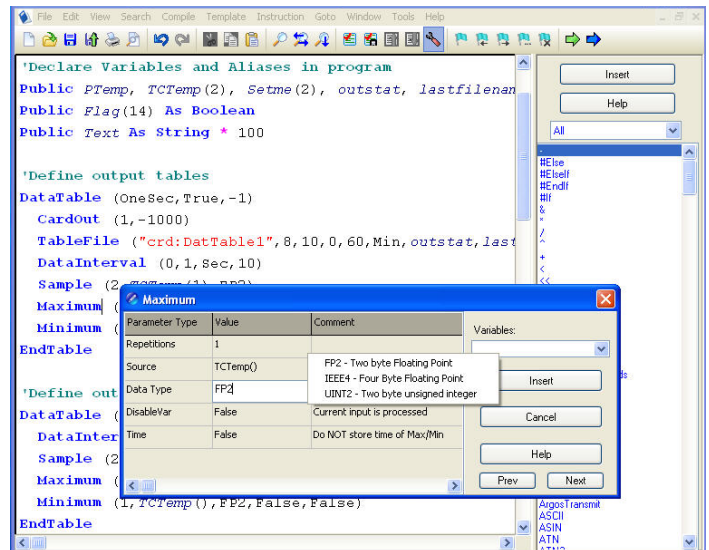 File Edit View Search Compile Template Instruction Goto Window Tools Help
'Declare Variables and Aliases in program
Public PTemp, TCTemp(2), Setme(2), outstat, lastfilenam
Public Flag(14) As Boolean
Public Text As String * 100
'Define output tables
DataTable (OneSec,True,-1)
CardOut (1,-1000)
TableFile ("crd:DatTable1",8,10,0,60,Min,outstat,last
DataInterval (0,1,Sec,10)
Sample (2,TCTemp(1),FP2)
Maximum (
Minimum (
EndTable
'Define out
DataTable (
DataInter
Sample (2
Maximum (
Minimum (1,TCTemp(),FP2,False,False)
EndTable
Insert
Help
All
#Else
#ElseIf
#EndIf
#If
&
*
/
^
+
<
<<
Maximum
Parameter Type Value Comment
Repetitions 1
Source TCTemp()
Data Type FP2
DisableVar False Current input is processed
Time False Do NOT store time of Max/Min
FP2 - Two byte Floating Point
IEEE4 - Four Byte Floating Point
UINT2 - Two byte unsigned integer
Variables:
Insert
Cancel
Help
Prev Next
ArgosTransmit
ASCII
ASIN
ATN